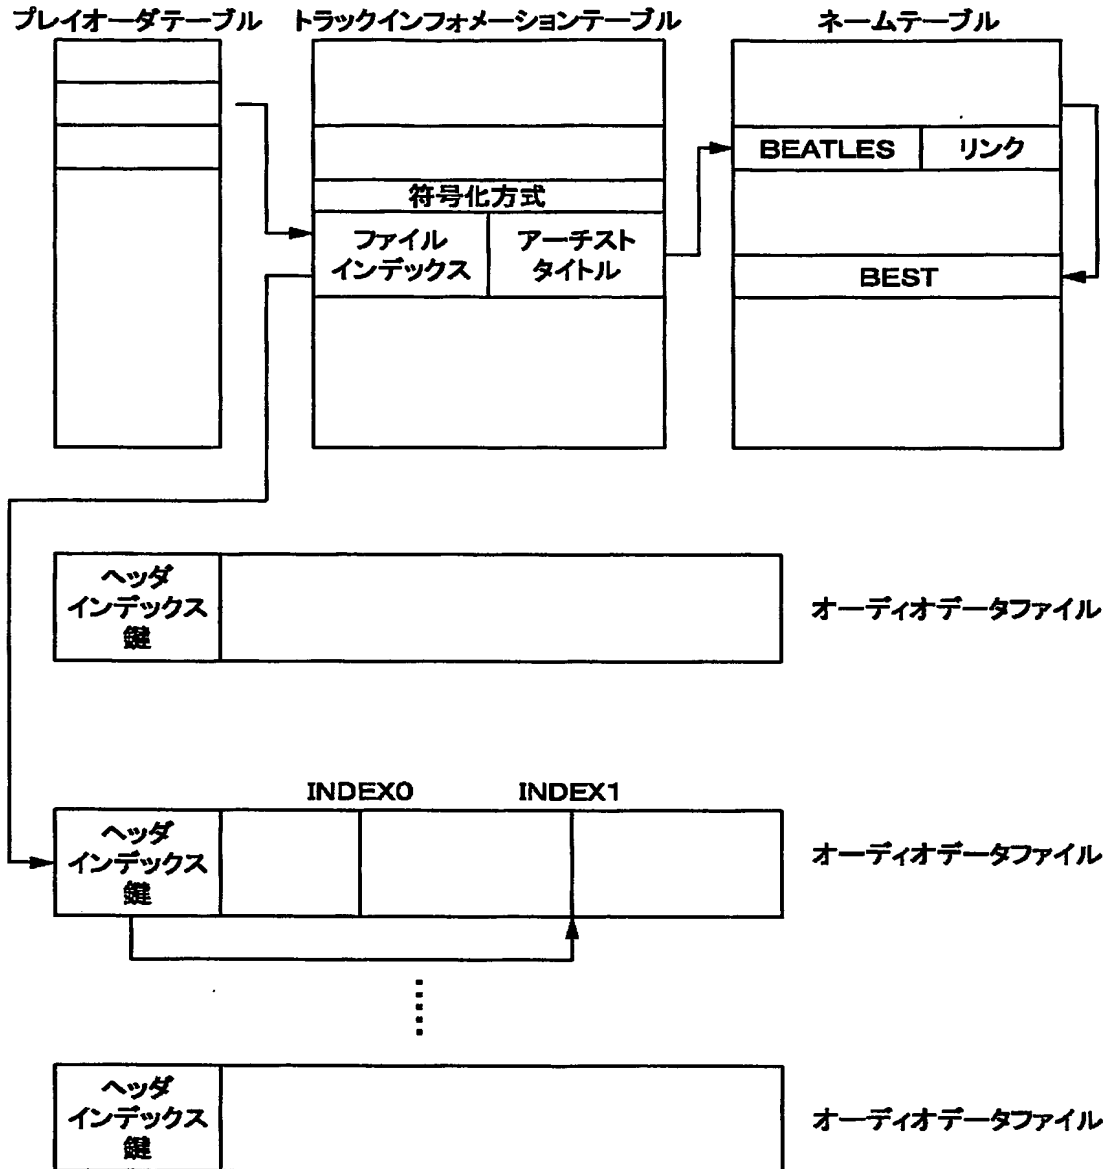 プレイオーダテーブル
トラックインフォメーションテーブル
ネームテーブル
BEATLES
リンク
符号化方式
ファイル
インデックス
アーチスト
タイトル
BEST
ヘッダ
インデックス
鍵
オーディオデータファイル
INDEX0
INDEX1
ヘッダ
インデックス
鍵
オーディオデータファイル
ヘッダ
インデックス
鍵
オーディオデータファイル